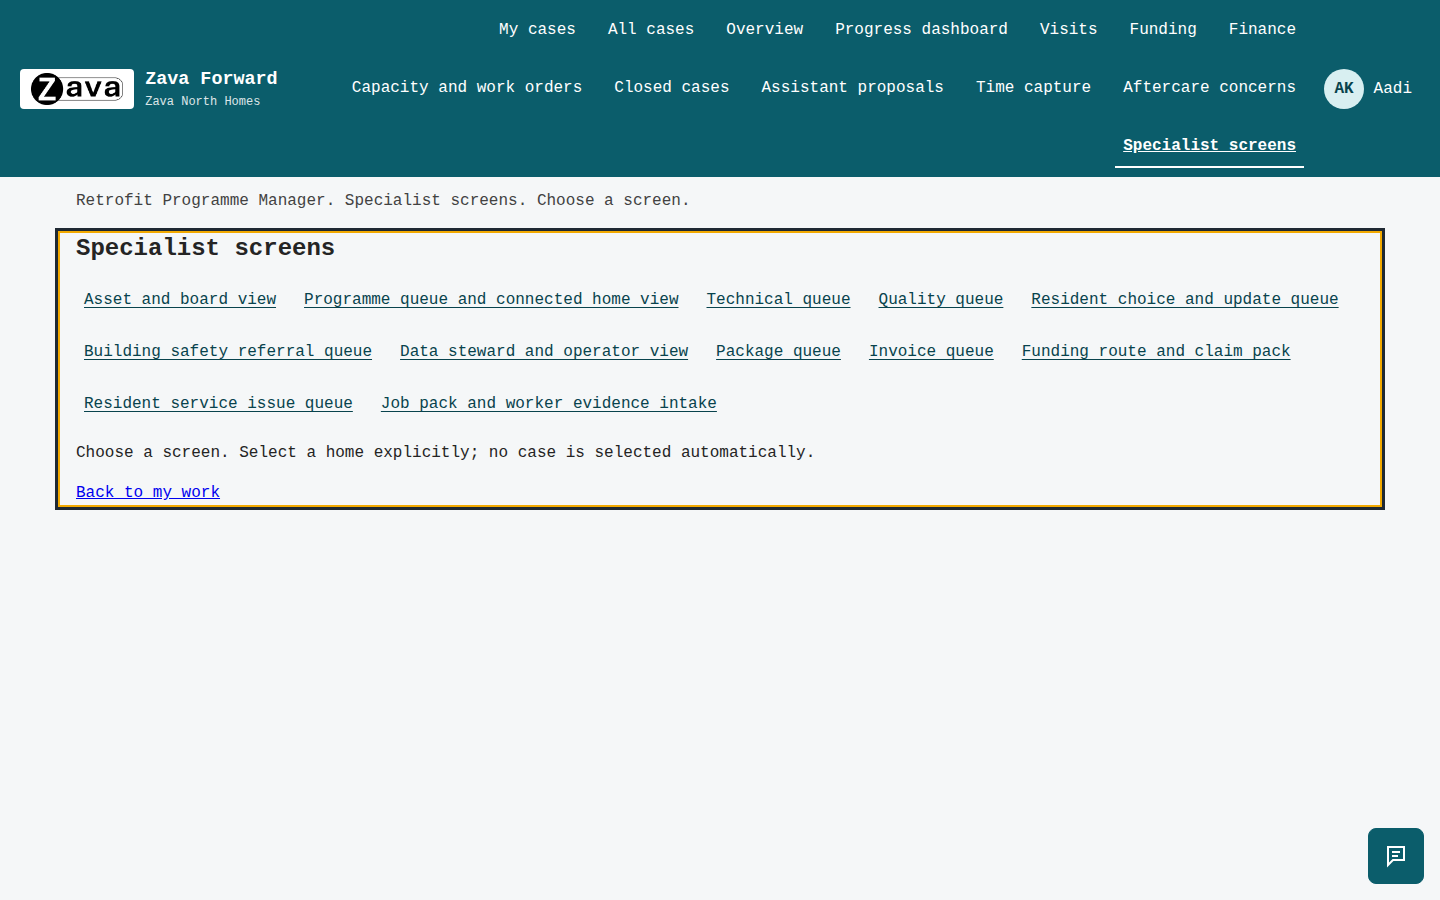 My cases All cases Overview Progress dashboard Visits Funding Finance
Zava
Zava Forward
Zava North Homes
Capacity and work orders Closed cases Assistant proposals Time capture Aftercare concerns
AK Aadi
Specialist screens
Retrofit Programme Manager. Specialist screens. Choose a screen.
Specialist screens
Asset and board view Programme queue and connected home view Technical queue Quality queue Resident choice and update queue
Building safety referral queue Data steward and operator view Package queue Invoice queue Funding route and claim pack
Resident service issue queue Job pack and worker evidence intake
Choose a screen. Select a home explicitly; no case is selected automatically.
Back to my work